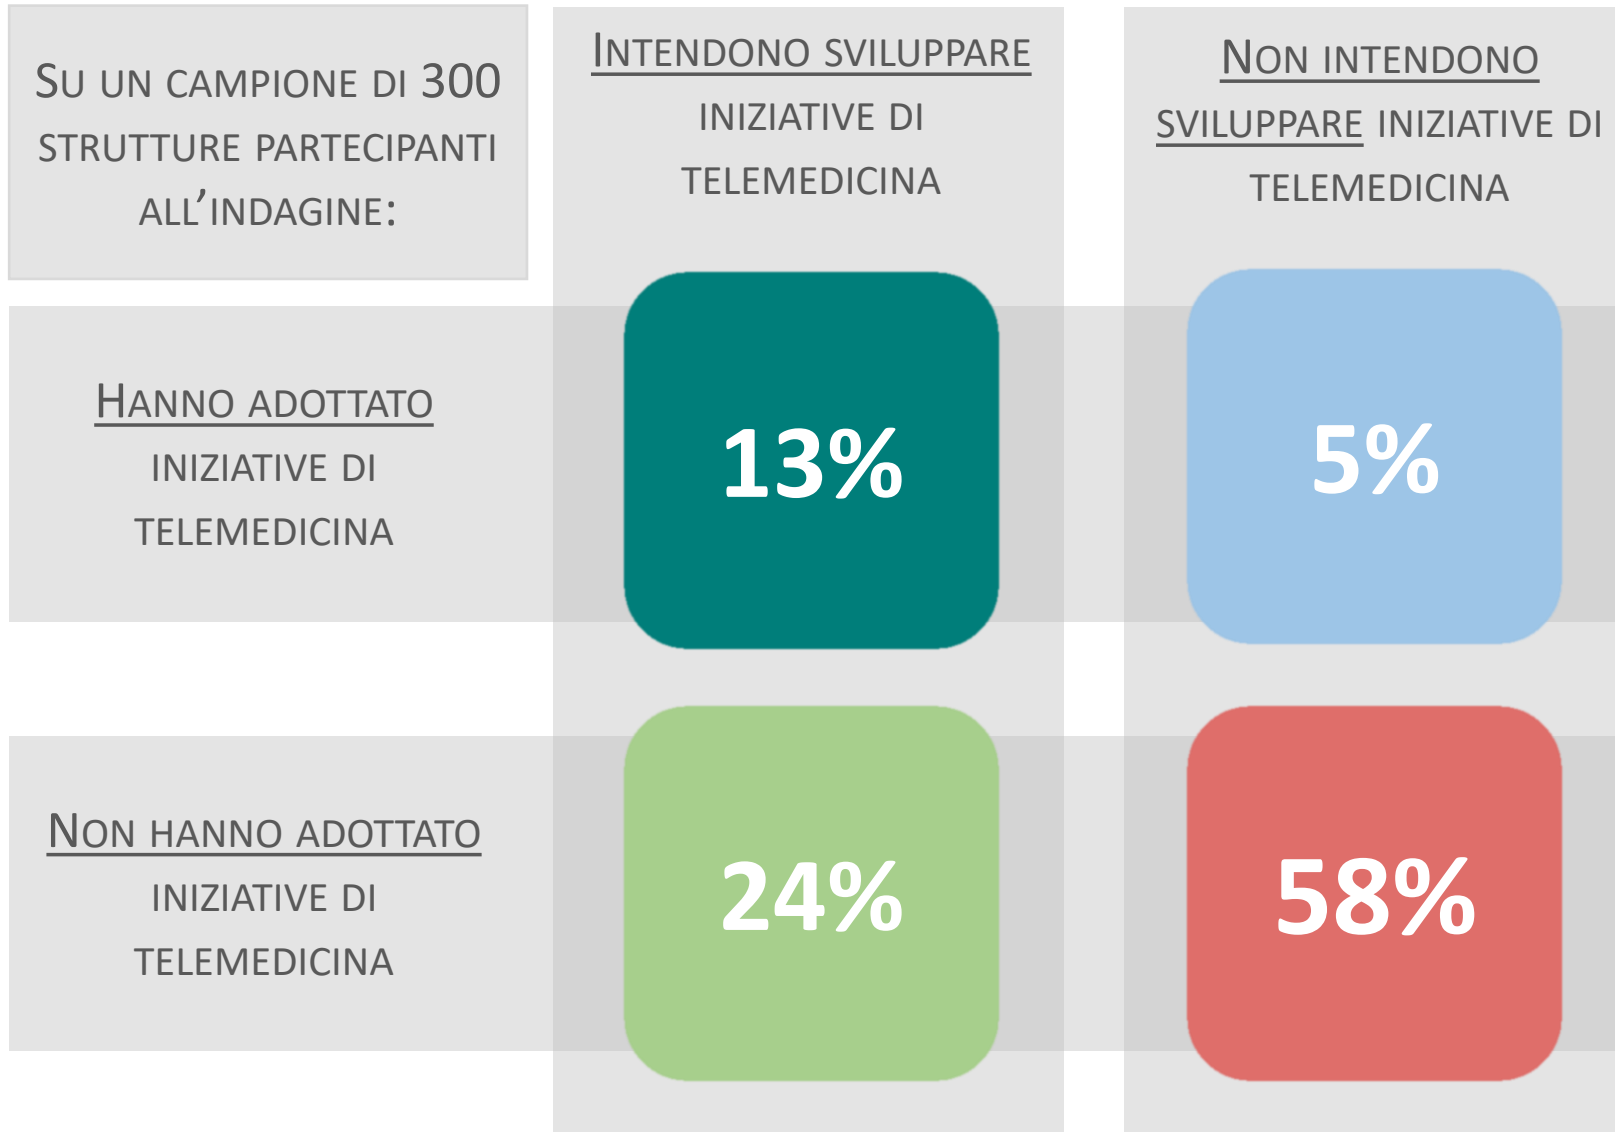 Su un campione di 300
strutture partecipanti
all’indagine:
Intendono sviluppare
iniziative di
telemedicina
Non intendono
sviluppare iniziative di
telemedicina
Hanno adottato
iniziative di
telemedicina
13%
5%
Non hanno adottato
iniziative di
telemedicina
24%
58%